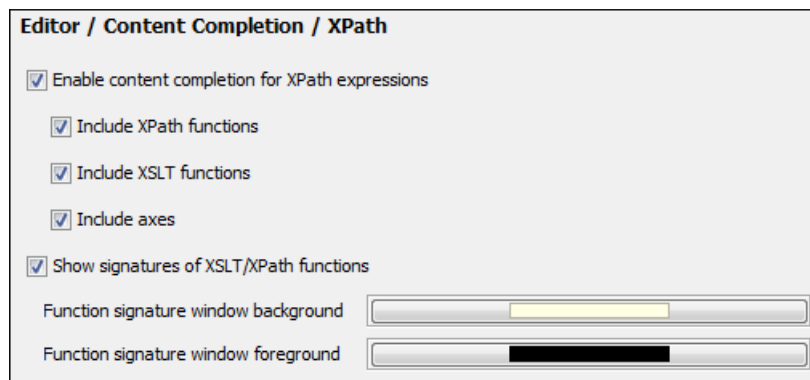 Editor / Content Completion / XPath
Enable content completion for XPath expressions
Include XPath functions
Include XSLT functions
Include axes
Show signatures of XSLT/XPath functions
Function signature window background
Function signature window foreground